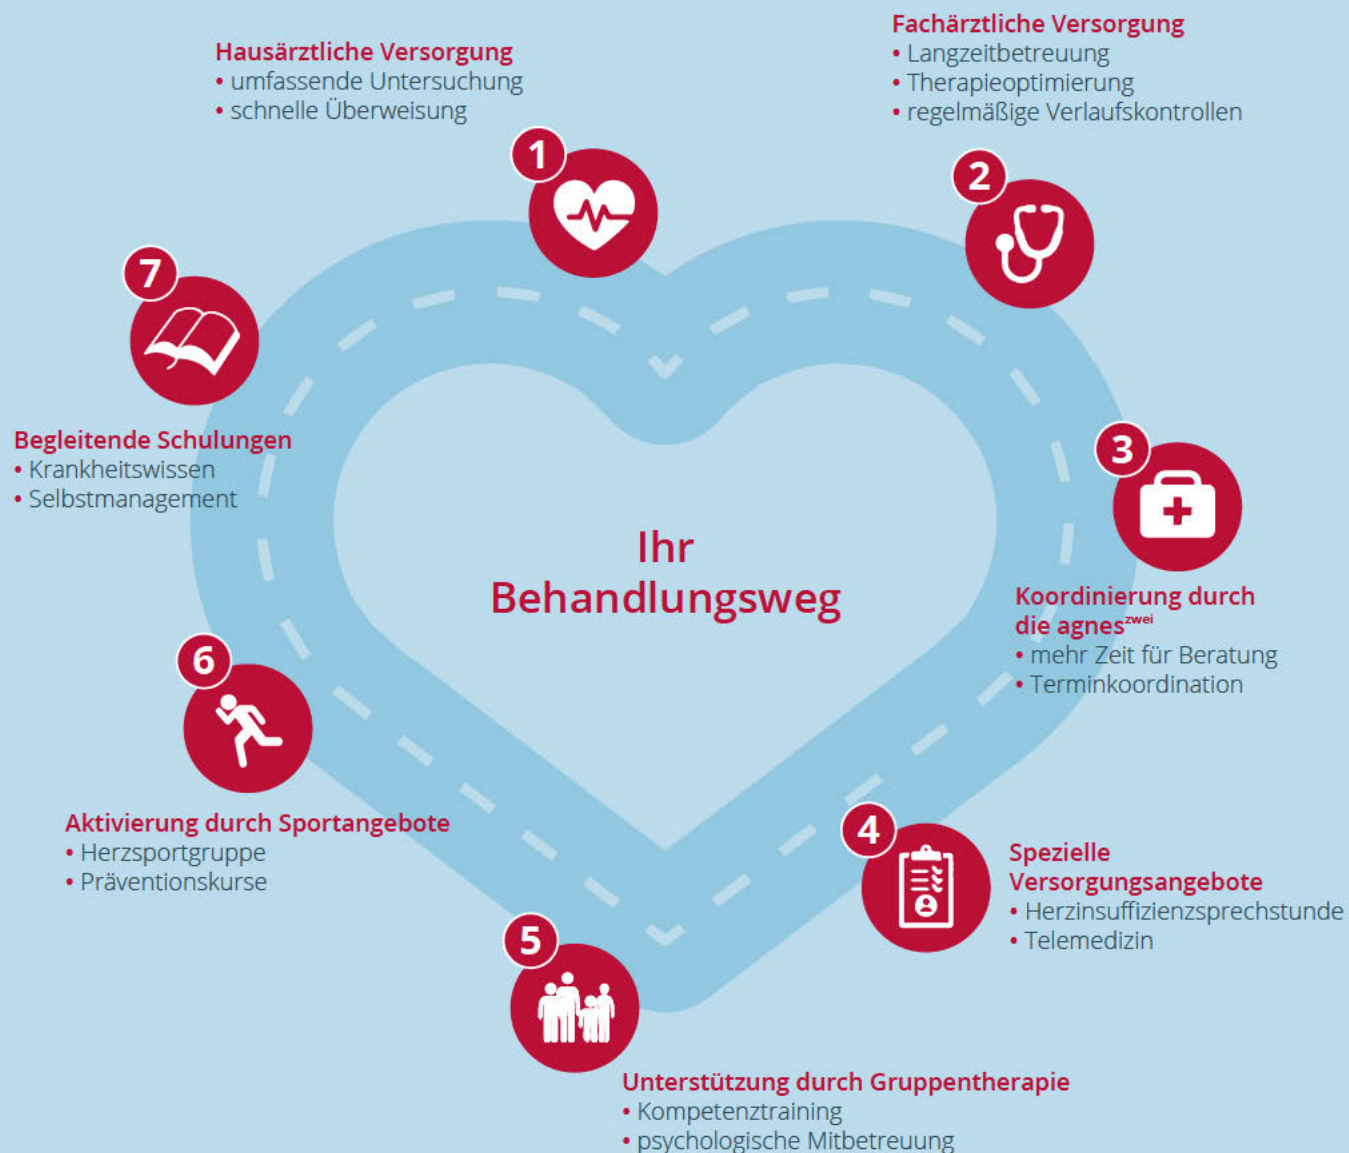 Hausärztliche Versorgung
• umfassende Untersuchung
• schnelle Überweisung
1
Fachärztliche Versorgung
• Langzeitbetreuung
• Therapieoptimierung
• regelmäßige Verlaufskontrollen
2
3
Koordinierung durch
die agnes^zwei
• mehr Zeit für Beratung
• Terminkoordination
4
Spezielle
Versorgungsangebote
• Herzinsuffizienzsprechstunde
• Telemedizin
5
Unterstützung durch Gruppentherapie
• Kompetenztraining
• psychologische Mitbetreuung
6
Aktivierung durch Sportangebote
• Herzsportgruppe
• Präventionskurse
7
Begleitende Schulungen
• Krankheitswissen
• Selbstmanagement
Ihr
Behandlungsweg